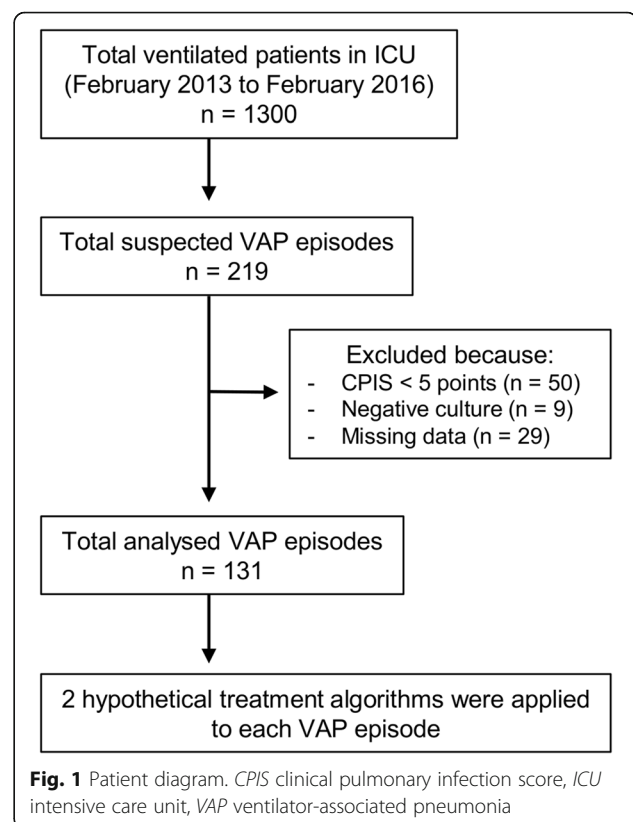 Total ventilated patients in ICU
(February 2013 to February 2016)
n = 1300
Total suspected VAP episodes
n = 219
Excluded because:
- CPIS < 5 points (n = 50)
- Negative culture (n = 9)
- Missing data (n = 29)
Total analysed VAP episodes
n = 131
2 hypothetical treatment algorithms were applied
to each VAP episode
Fig. 1 Patient diagram. CPIS clinical pulmonary infection score, ICU
intensive care unit, VAP ventilator-associated pneumonia